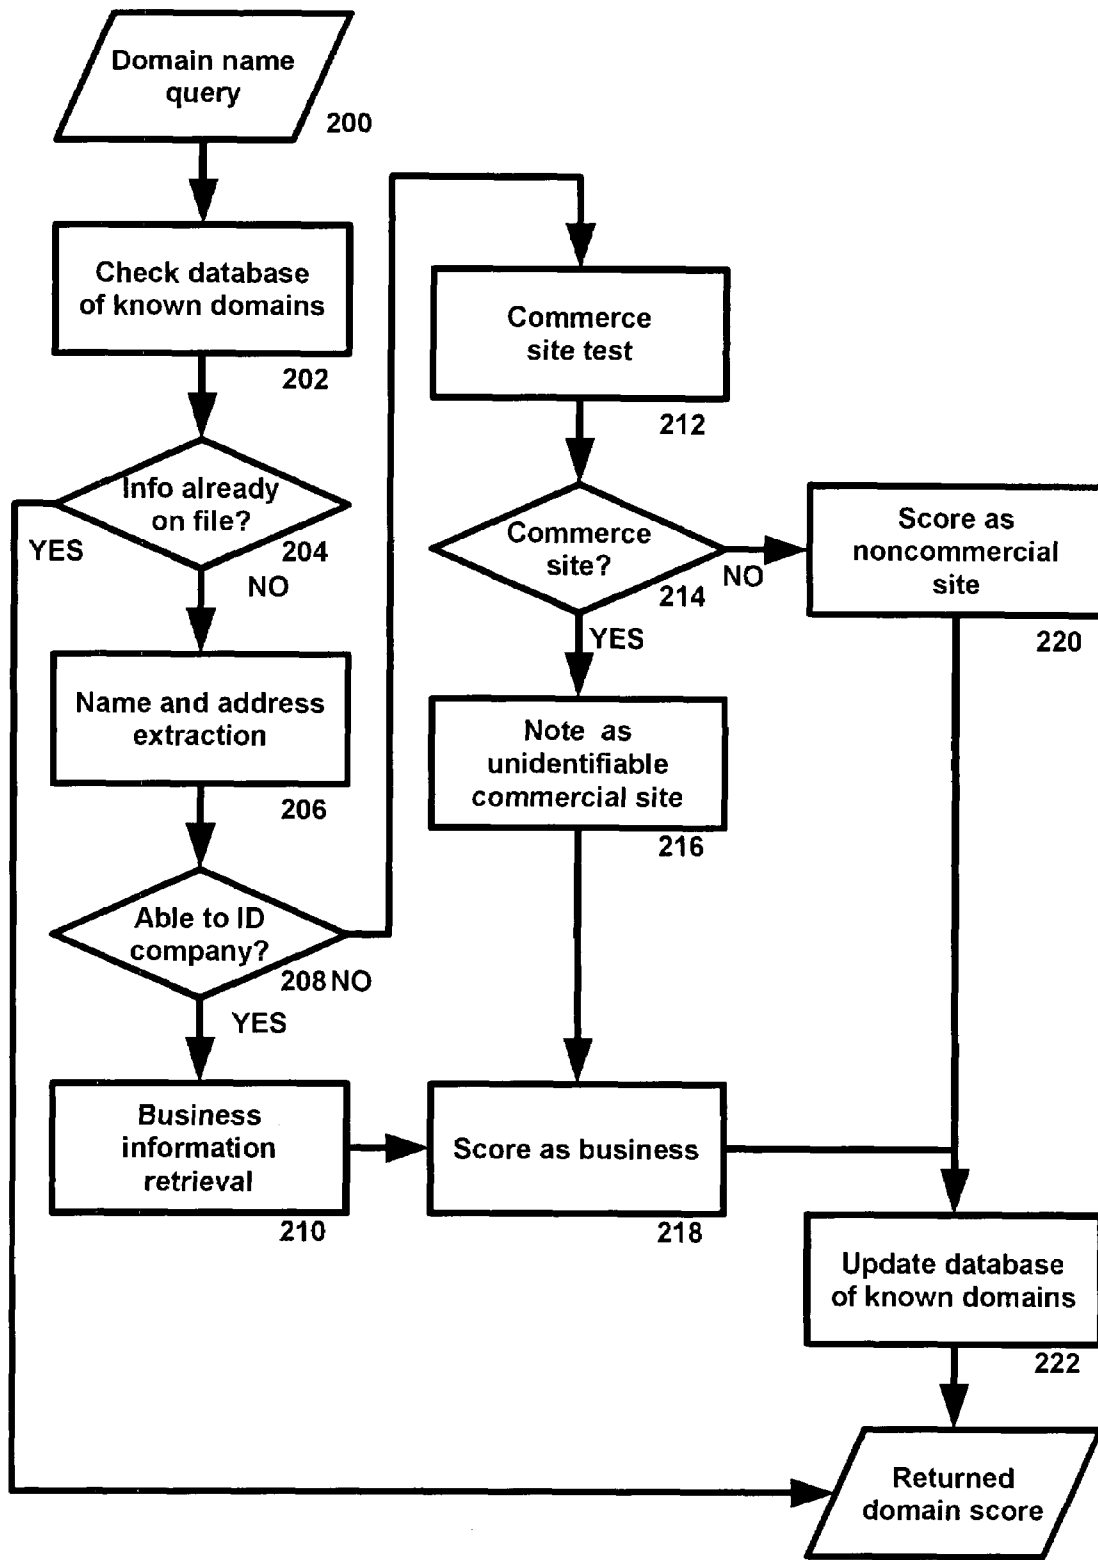 Domain name
query
200
Check database
of known domains
202
Info already
on file?
204
YES
NO
Name and address
extraction
206
Able to ID
company?
208 NO
YES
Business
information
retrieval
210
Commerce
site test
212
Commerce
site?
214
NO
YES
Note as
unidentifiable
commercial site
216
Score as business
218
Score as
noncommercial
site
220
Update database
of known domains
222
Returned
domain score